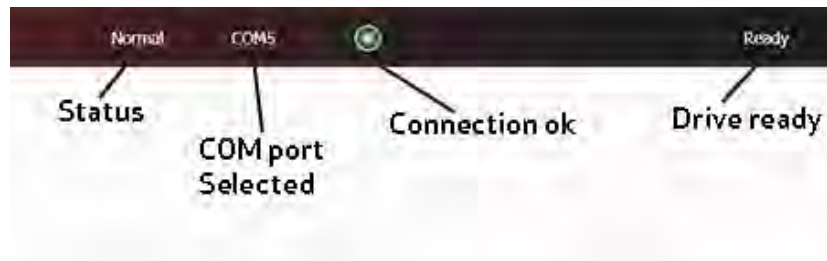 Normal COM5 Ready
Status
Connection ok
Drive ready
COM port
Selected